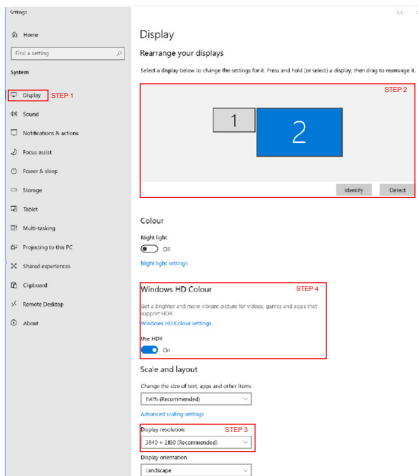 Settings
Home
Find a setting
System
Display STEP 1
Sound
Notifications & actions
Focus assist
Power & sleep
Storage
Tablet
Multi-tasking
Projecting to this PC
Shared experiences
Clipboard
Remote Desktop
About
Display
Rearrange your displays
Select a display below to change the settings for it. Press and hold (or select) a display, then drag to rearrange it.
STEP 2
1
2
Identify Detect
Colour
Night light
Off
Night light settings
Windows HD Colour STEP 4
Get a brighter and more vibrant picture for videos, games and apps that
support HDR
Windows HD Colour settings
Use HDR
On
Scale and layout
Change the size of text, apps and other items
(Recommended)
Advanced scaling settings
Display resolution STEP 3
3840 × 2160 (Recommended)
Display orientation
Landscape